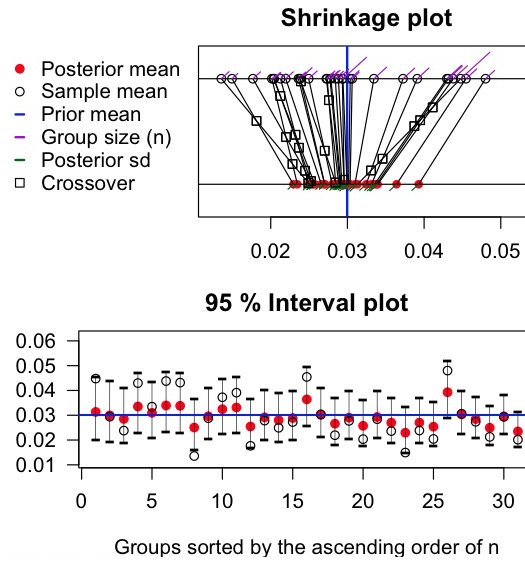 Shrinkage plot
Posterior mean
Sample mean
Prior mean
Group size (n)
Posterior sd
Crossover
0.02 0.03 0.04 0.05
95 % Interval plot
0.06
0.05
0.04
0.03
0.02
0.01
0 5 10 15 20 25 30
Groups sorted by the ascending order of n